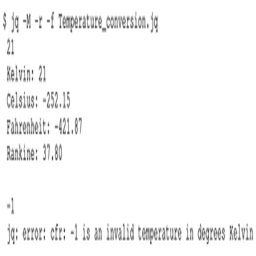 $ jq -M -r -f Temperature_conversion.jq
21
Kelvin: 21
Celsius: -252.15
Fahrenheit: -421.87
Rankine: 37.80
-1
jq: error: cfr: -1 is an invalid temperature in degrees Kelvin